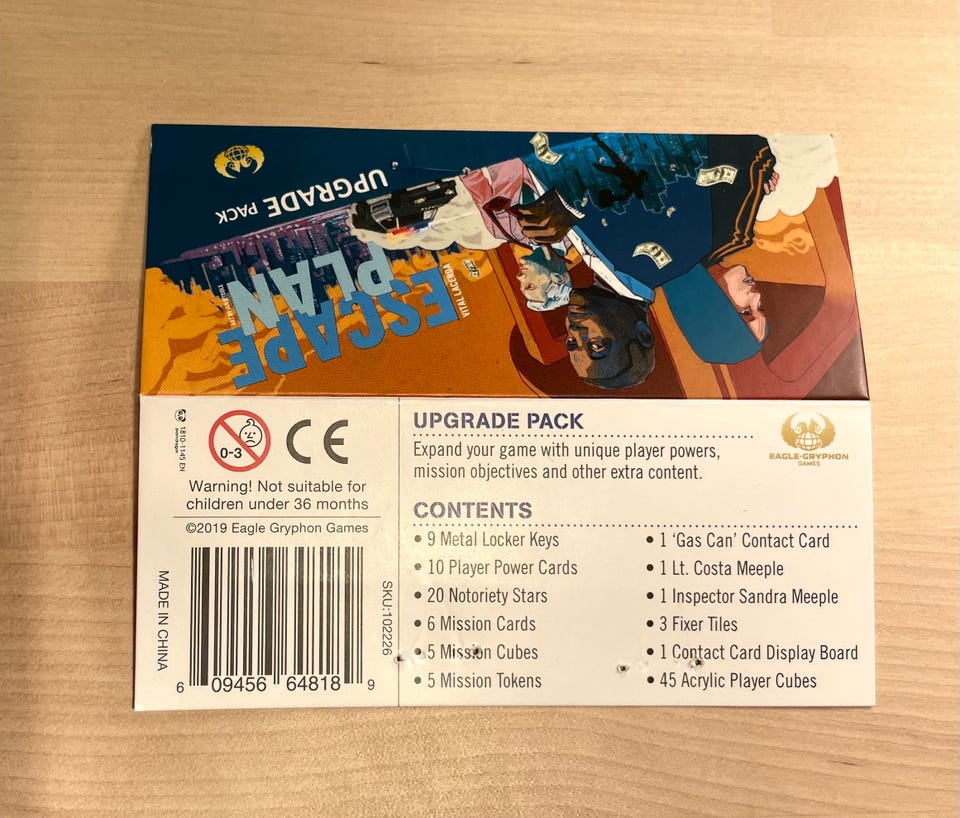 UPGRADE PACK
ESCAPE
PLAN
VITAL LACERDA
UPGRADE PACK
Expand your game with unique player powers,
mission objectives and other extra content.
EAGLE-GRYPHON
GAMES
CONTENTS
• 9 Metal Locker Keys
• 10 Player Power Cards
• 20 Notoriety Stars
• 6 Mission Cards
• 5 Mission Cubes
• 5 Mission Tokens
• 1 ‘Gas Can’ Contact Card
• 1 Lt. Costa Meeple
• 1 Inspector Sandra Meeple
• 3 Fixer Tiles
• 1 Contact Card Display Board
• 45 Acrylic Player Cubes
1810-1145 EN
0-3
CE
Warning! Not suitable for
children under 36 months
©2019 Eagle Gryphon Games
MADE IN CHINA
SKU:102226
6 09456 64818 9